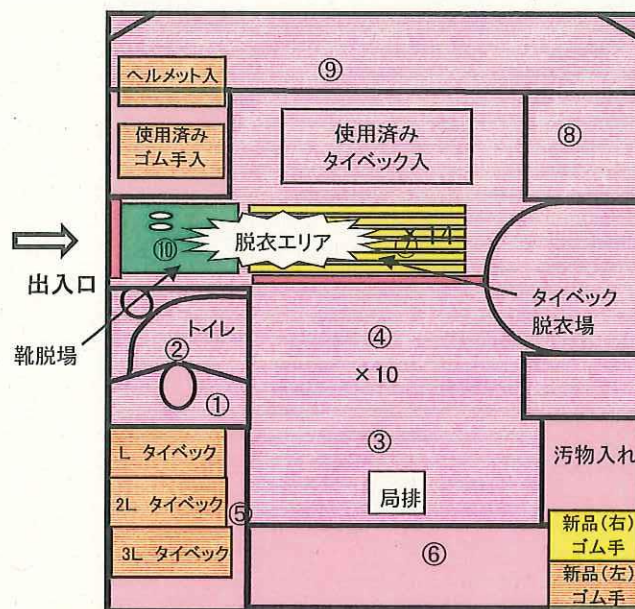 ⑨
ヘルメット入
使用済み
ゴム手入
使用済み
タイベック入
⑧
⑩
脱衣エリア
× 14
⑦
出入口
靴脱場
トイレ
②
①
④
×10
③
タイベック
脱衣場
L タイベック
2L タイベック
3L タイベック
⑤
局排
⑥
汚物入れ
新品(右)
ゴム手
新品(左)
ゴム手